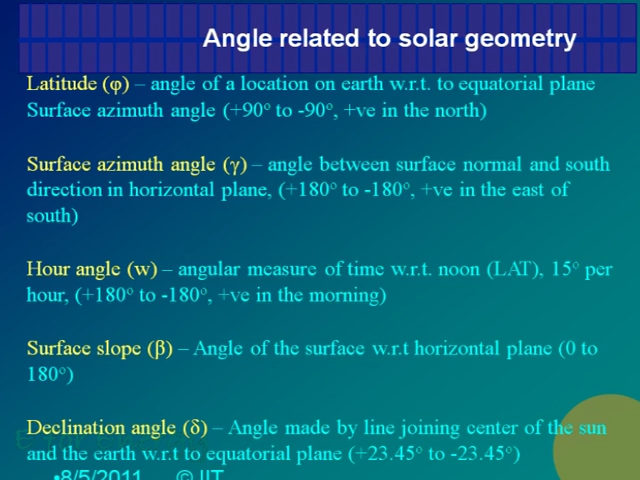 Angle related to solar geometry
Latitude (φ) – angle of a location on earth w.r.t. to equatorial plane
Surface azimuth angle (+90° to -90°, +ve in the north)
Surface azimuth angle (γ) – angle between surface normal and south
direction in horizontal plane, (+180° to -180°, +ve in the east of
south)
Hour angle (w) – angular measure of time w.r.t. noon (LAT), 15° per
hour, (+180° to -180°, +ve in the morning)
Surface slope (β) – Angle of the surface w.r.t horizontal plane (0 to
180°)
Declination angle (δ) – Angle made by line joining center of the sun
and the earth w.r.t to equatorial plane (+23.45° to -23.45°)
•8/5/2011 © IIT